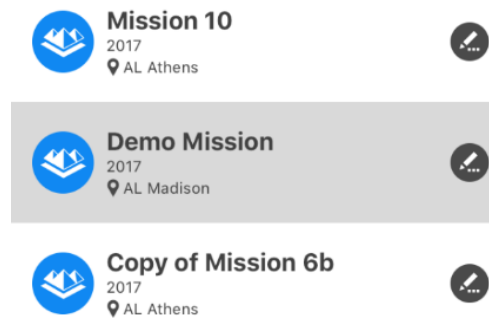 Mission 10
2017
AL Athens
Demo Mission
2017
AL Madison
Copy of Mission 6b
2017
AL Athens